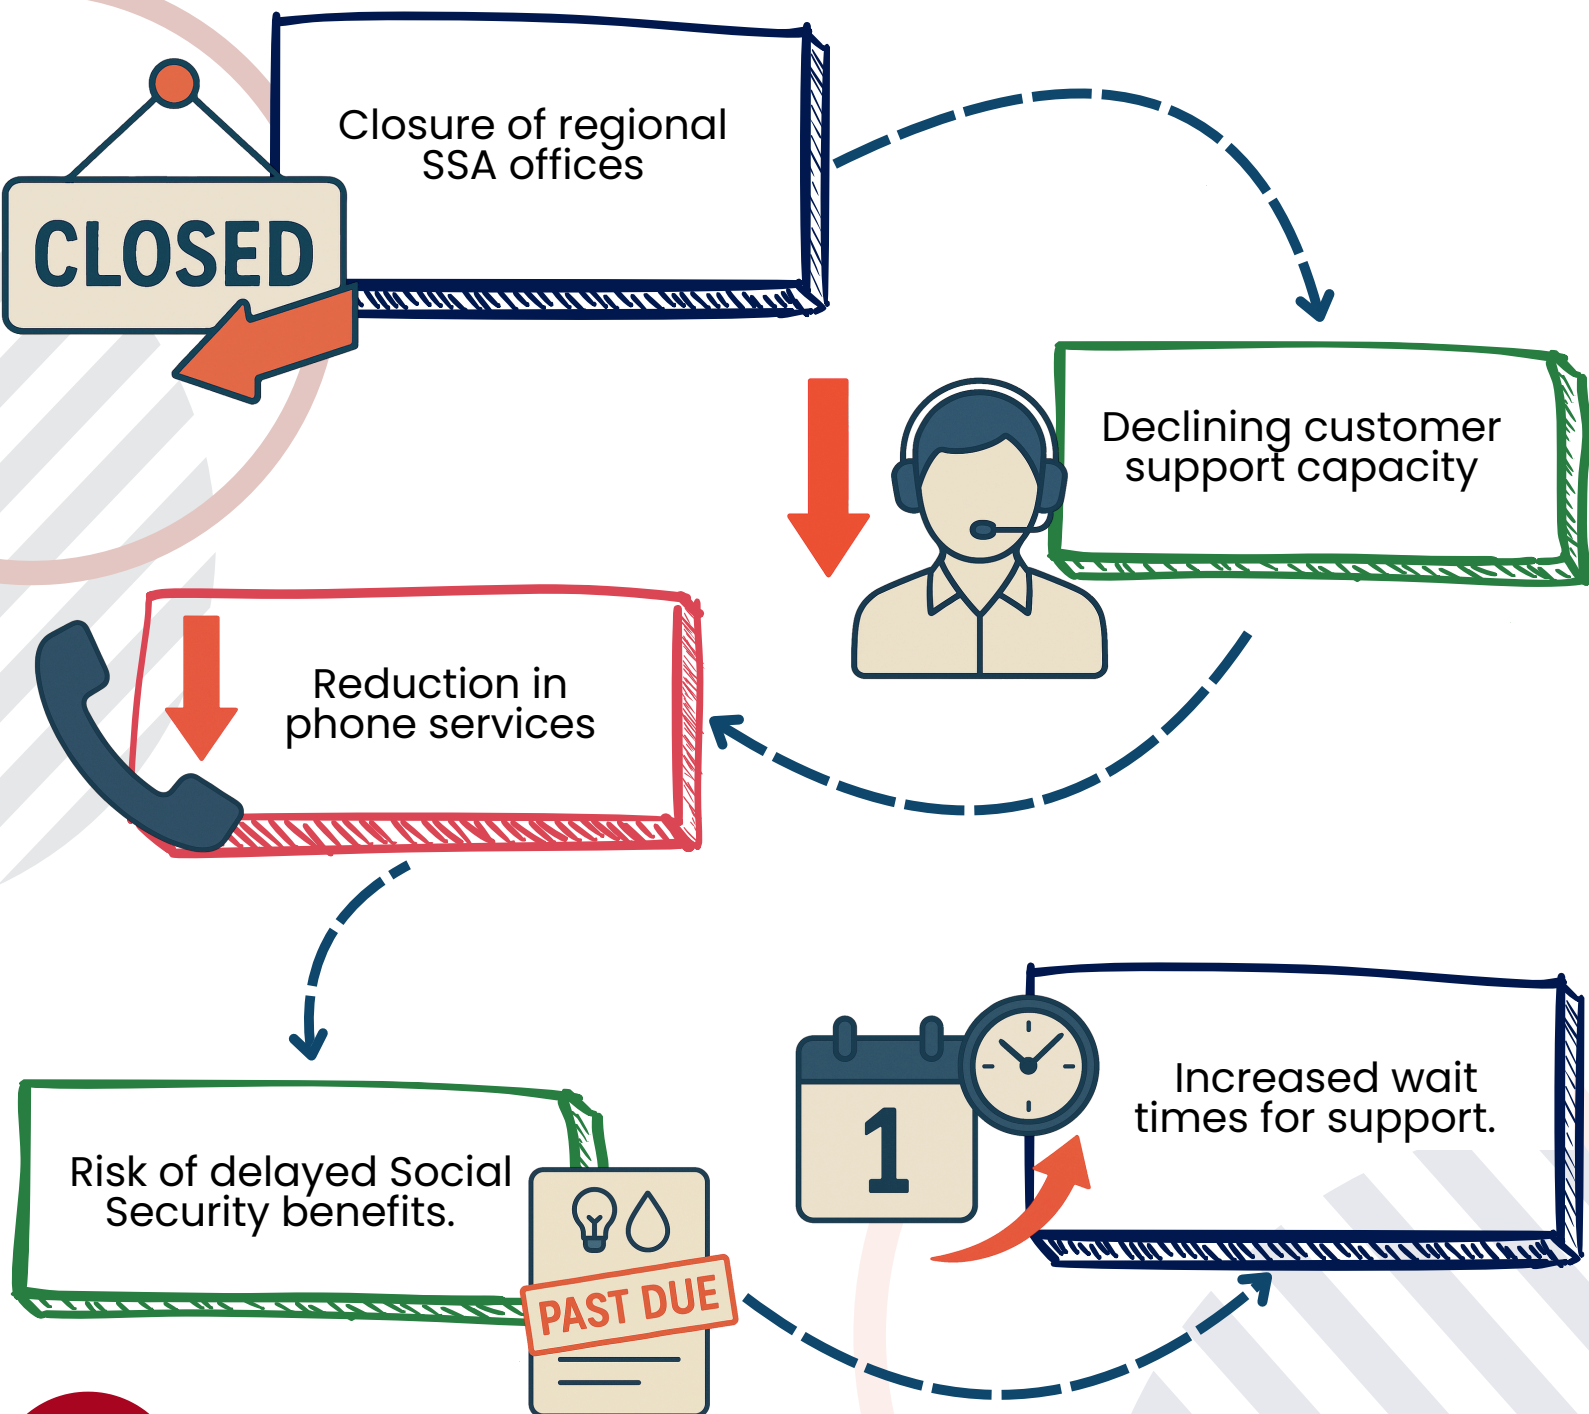 Closure of regional
SSA offices
CLOSED
Declining customer
support capacity
Reduction in
phone services
Risk of delayed Social
Security benefits.
PAST DUE
1
Increased wait
times for support.